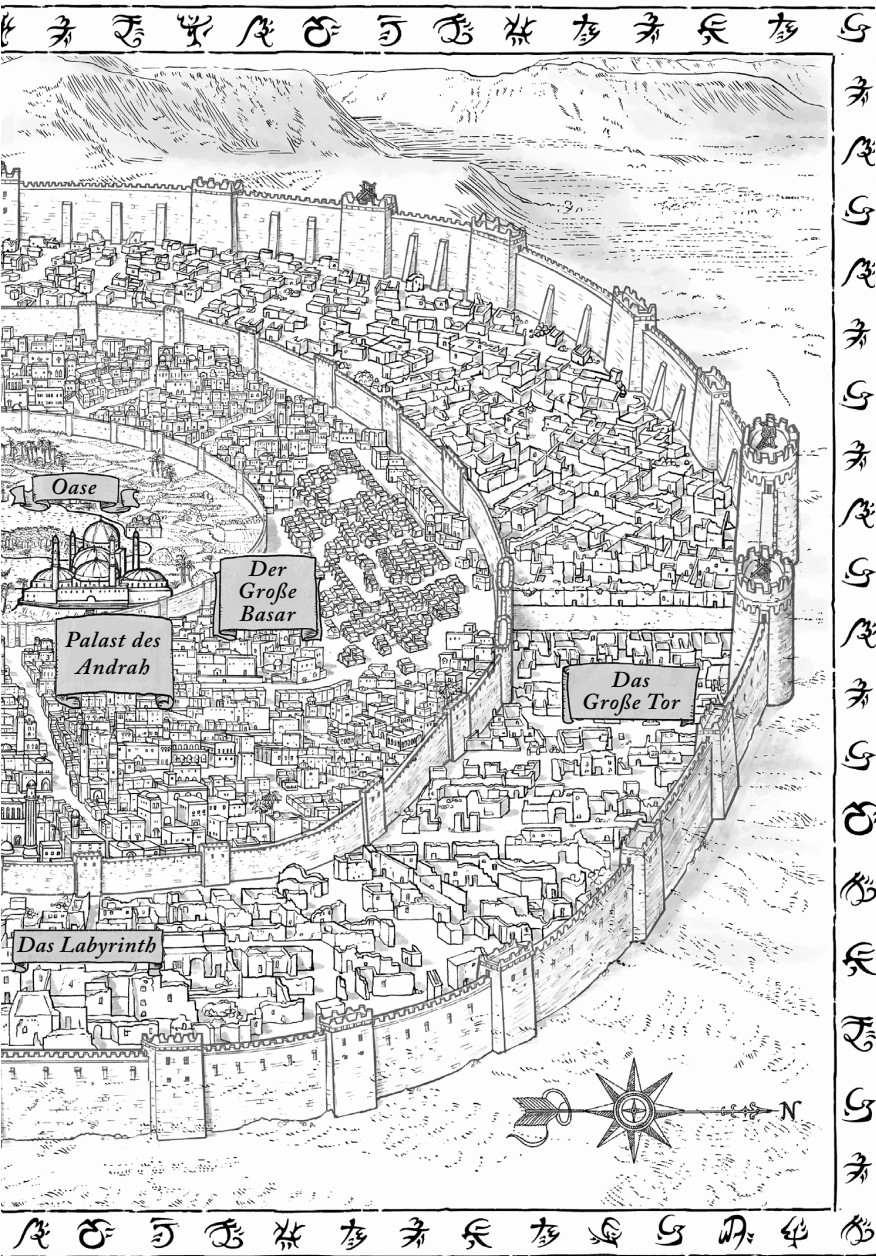 Oase
Der
Große
Basar
Palast des
Andrah
Das
Große Tor
Das Labyrinth
N